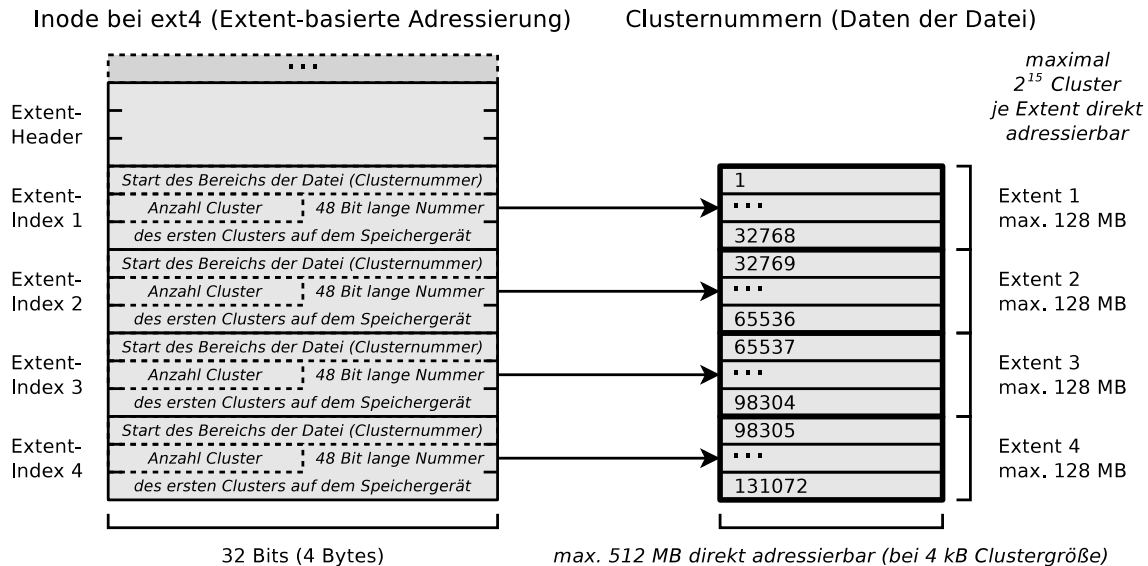 Inode bei ext4 (Extent-basierte Adressierung)
Clusternummern (Daten der Datei)
...
maximal
2¹⁵ Cluster
je Extent direkt
adressierbar
Extent-
Header
Extent-
Index 1
Start des Bereichs der Datei (Clusternummer)
Anzahl Cluster 48 Bit lange Nummer
des ersten Clusters auf dem Speichergerät
1
...
32768
Extent 1
max. 128 MB
Extent-
Index 2
Start des Bereichs der Datei (Clusternummer)
Anzahl Cluster 48 Bit lange Nummer
des ersten Clusters auf dem Speichergerät
32769
...
65536
Extent 2
max. 128 MB
Extent-
Index 3
Start des Bereichs der Datei (Clusternummer)
Anzahl Cluster 48 Bit lange Nummer
des ersten Clusters auf dem Speichergerät
65537
...
98304
Extent 3
max. 128 MB
Extent-
Index 4
Start des Bereichs der Datei (Clusternummer)
Anzahl Cluster 48 Bit lange Nummer
des ersten Clusters auf dem Speichergerät
98305
...
131072
Extent 4
max. 128 MB
32 Bits (4 Bytes)
max. 512 MB direkt adressierbar (bei 4 kB Clustergröße)